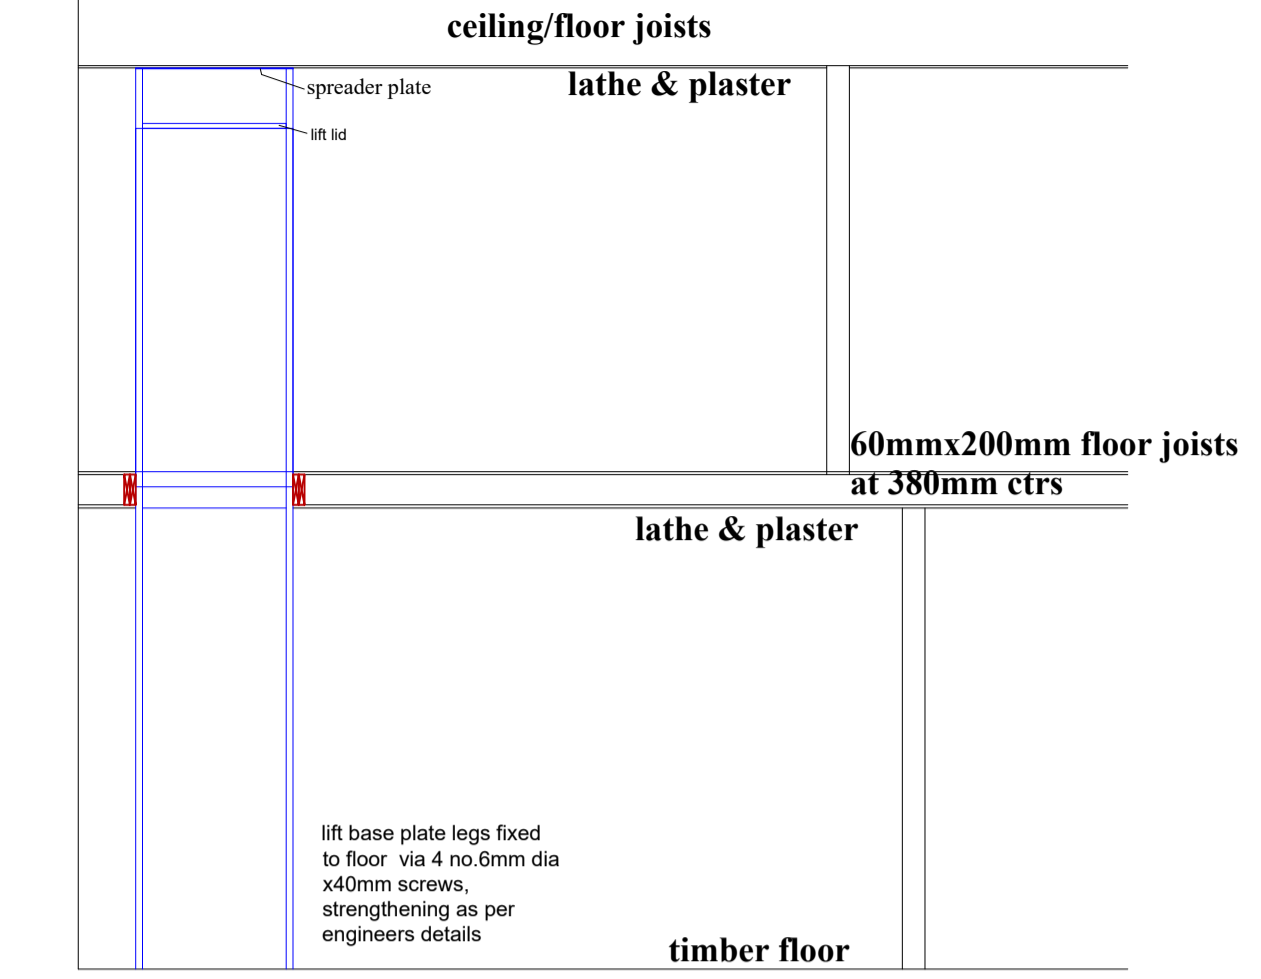 ceiling/floor joists
lathe & plaster
spreader plate
lift lid
60mmx200mm floor joists
at 380mm ctrs
lathe & plaster
lift base plate legs fixed
to floor via 4 no.6mm dia
x40mm screws,
strengthening as per
engineers details
timber floor